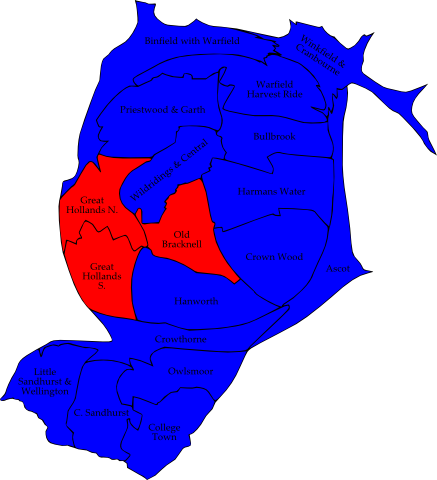 Binfield with Warfield
Winkfield &
Cranbourne
Warfield
Harvest Ride
Priestwood & Garth
Bullbrook
Wildridings & Central
Harmans Water
Great
Hollands N.
Old
Bracknell
Crown Wood
Great
Hollands
S.
Ascot
Hanworth
Crowthorne
Little
Sandhurst &
Wellington
Owlsmoor
C. Sandhurst
College
Town